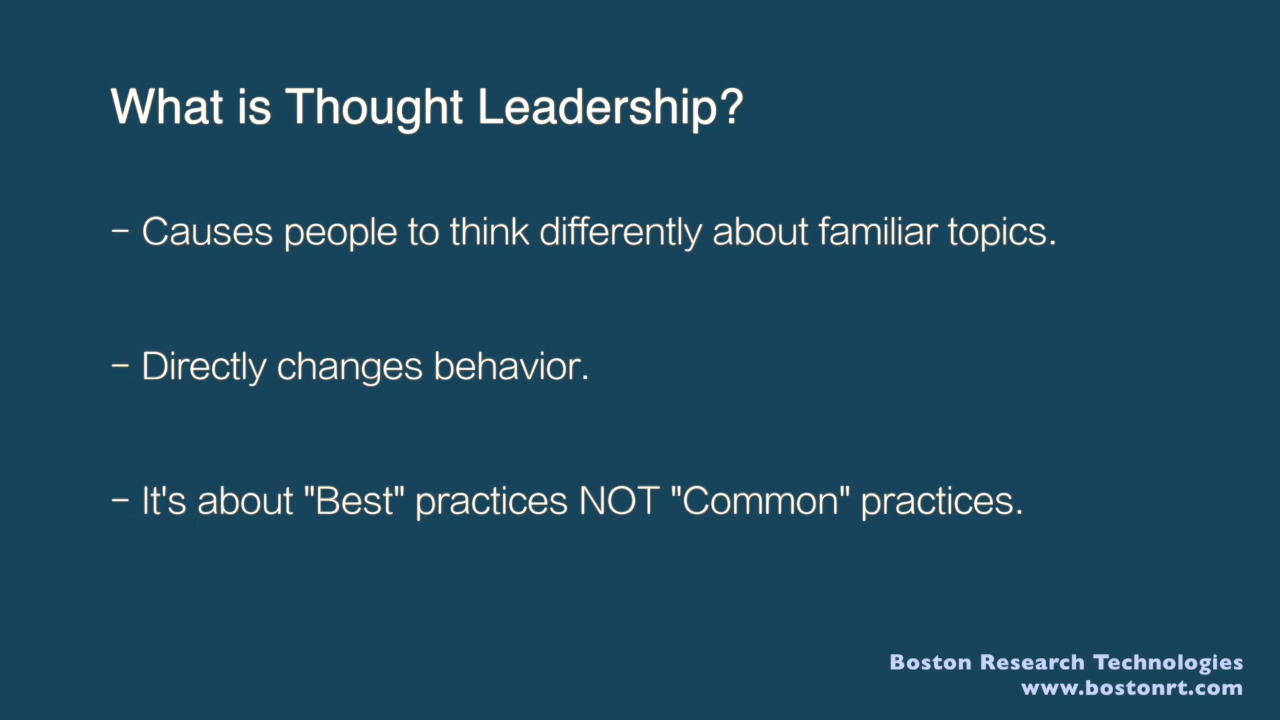 What is Thought Leadership?
- Causes people to think differently about familiar topics.
- Directly changes behavior.
- It's about "Best" practices NOT "Common" practices.
Boston Research Technologies
www.bostonrt.com